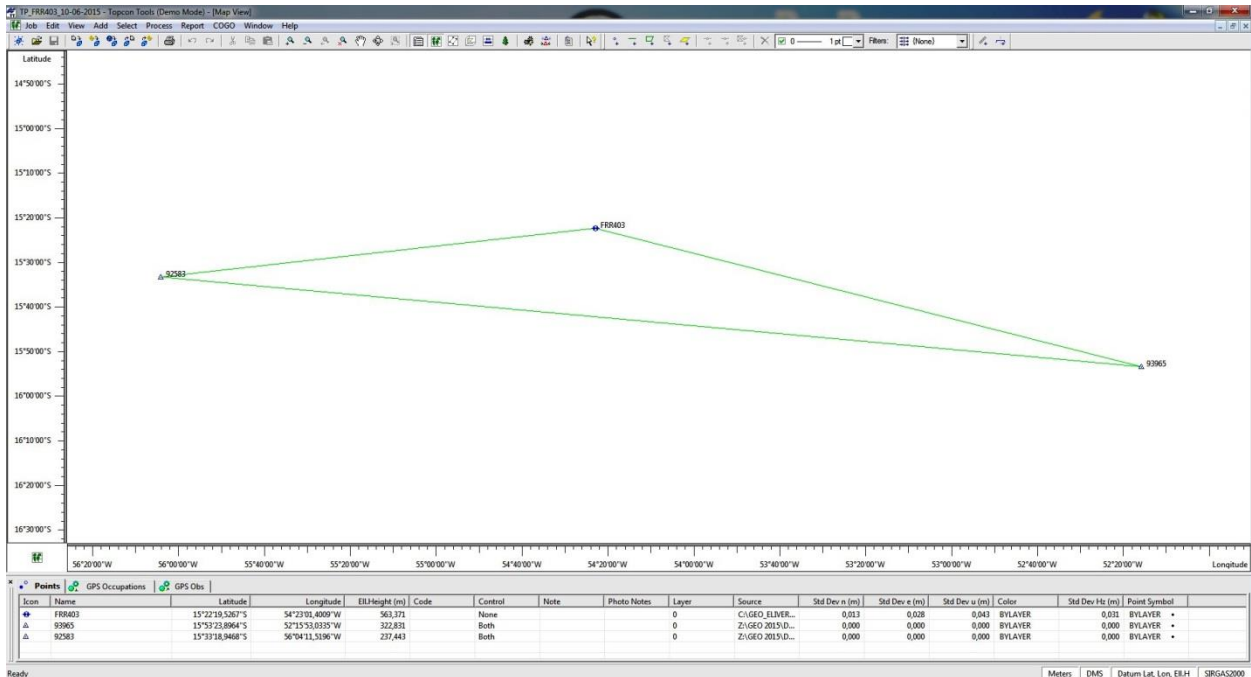 TP_FRR403_10-06-2015 - Topcon Tools (Demo Mode) - [Map View]
Job Edit View Add Select Process Report COGO Window Help
0 1 pt Filters: (None)
Latitude
14°50'00"S
15°00'00"S
15°10'00"S
15°20'00"S
FRR403
15°30'00"S
92583
15°40'00"S
15°50'00"S
93965
16°00'00"S
16°10'00"S
16°20'00"S
16°30'00"S
56°20'00"W 56°00'00"W 55°40'00"W 55°20'00"W 55°00'00"W 54°40'00"W 54°20'00"W 54°00'00"W 53°40'00"W 53°20'00"W 53°00'00"W 52°40'00"W 52°20'00"W Longitude
Points GPS Occupations GPS Obs
Icon Name Latitude Longitude Ell.Height (m) Code Control Note Photo Notes Layer Source Std Dev n (m) Std Dev e (m) Std Dev u (m) Color Std Dev Hz (m) Point Symbol
FRR403 15°22'19,5267"S 54°23'01,4009"W 563,371 None 0 C:\GEO_ELIVER... 0,013 0,028 0,043 BYLAYER 0,031 BYLAYER
93965 15°53'23,8964"S 52°15'53,0335"W 322,831 Both 0 Z:\GEO 2015\D... 0,000 0,000 0,000 BYLAYER 0,000 BYLAYER
92583 15°33'18,9468"S 56°04'11,5196"W 237,443 Both 0 Z:\GEO 2015\D... 0,000 0,000 0,000 BYLAYER 0,000 BYLAYER
Ready Meters DMS Datum Lat, Lon, Ell.H SIRGAS2000